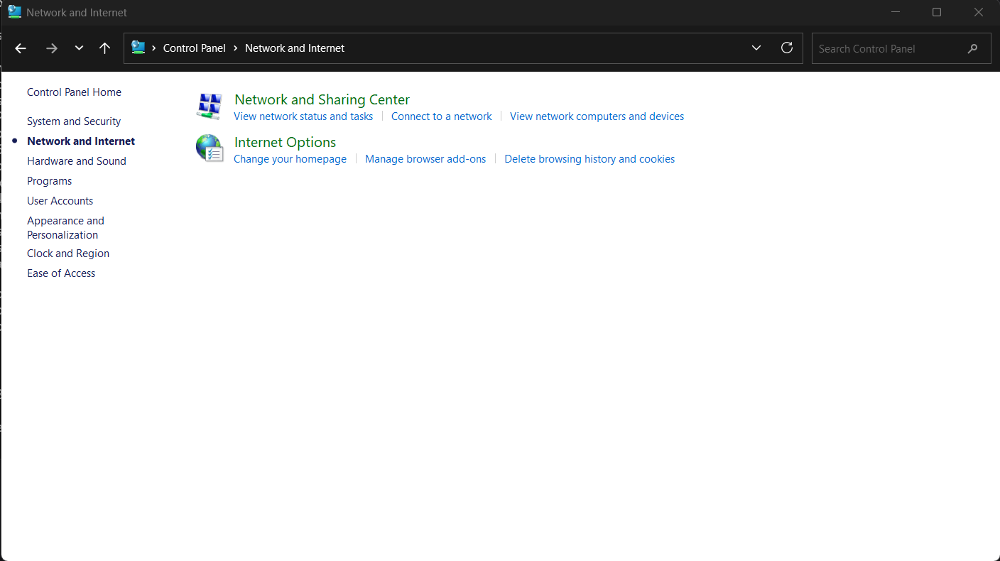 Network and Internet
Control Panel > Network and Internet
Search Control Panel
Control Panel Home
System and Security
Network and Internet
Hardware and Sound
Programs
User Accounts
Appearance and
Personalization
Clock and Region
Ease of Access
Network and Sharing Center
View network status and tasks | Connect to a network | View network computers and devices
Internet Options
Change your homepage | Manage browser add-ons | Delete browsing history and cookies